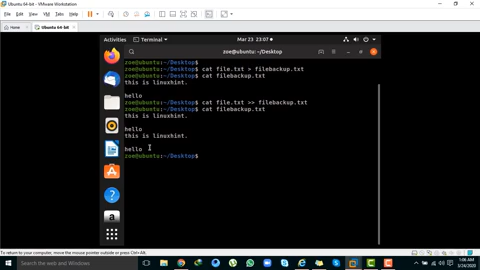 Ubuntu 64-bit - VMware Workstation
File Edit View VM Tabs Help
Home
Ubuntu 64-bit
Activities
Terminal
Mar 23 23:07
zoe@ubuntu: ~/Desktop
zoe@ubuntu:~/Desktop$
zoe@ubuntu:~/Desktop$ cat file.txt > filebackup.txt
zoe@ubuntu:~/Desktop$ cat filebackup.txt
this is linuxhint.
hello
zoe@ubuntu:~/Desktop$ cat file.txt >> filebackup.txt
zoe@ubuntu:~/Desktop$ cat filebackup.txt
this is linuxhint.
hello
this is linuxhint.
hello
zoe@ubuntu:~/Desktop$
To return to your computer, move the mouse pointer outside or press Ctrl+Alt.
Search the web and Windows